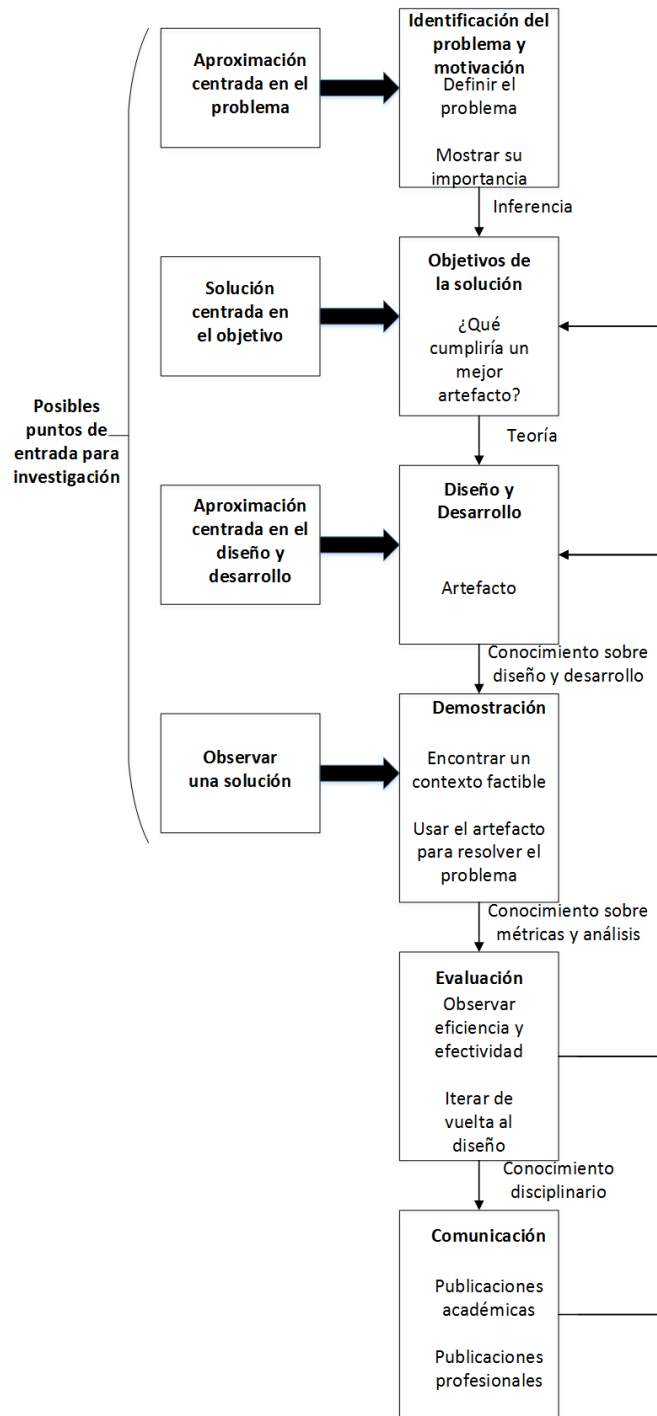 Posibles
puntos de
entrada para
investigación
Aproximación
centrada en el
problema
Identificación del
problema y
motivación
Definir el
problema
Mostrar su
importancia
Inferencia
Solución
centrada en
el objetivo
Objetivos de
la solución
¿Qué
cumpliría un
mejor
artefacto?
Teoría
Aproximación
centrada en el
diseño y
desarrollo
Diseño y
Desarrollo
Artefacto
Conocimiento sobre
diseño y desarrollo
Observar
una solución
Demostración
Encontrar un
contexto factible
Usar el artefacto
para resolver el
problema
Conocimiento sobre
métricas y análisis
Evaluación
Observar
eficiencia y
efectividad
Iterar de
vuelta al
diseño
Conocimiento
disciplinario
Comunicación
Publicaciones
académicas
Publicaciones
profesionales